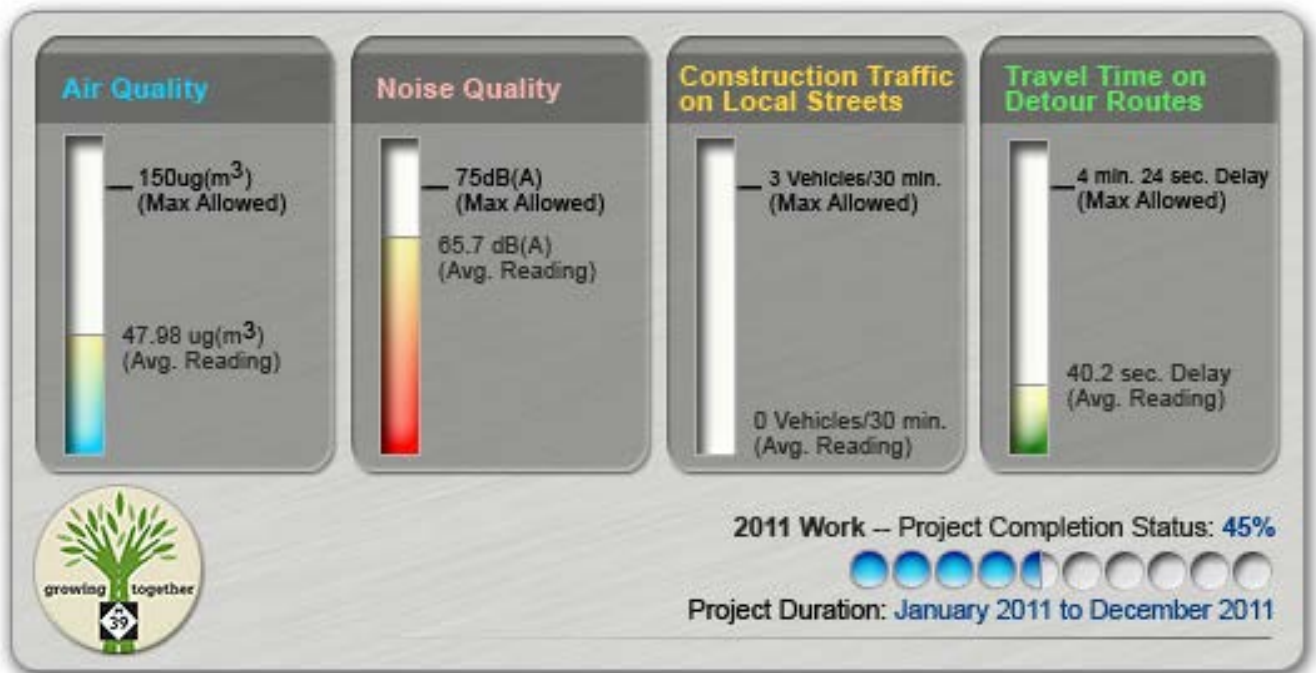 Air Quality
150ug(m³)
(Max Allowed)
47.98 ug(m³)
(Avg. Reading)
Noise Quality
75dB(A)
(Max Allowed)
65.7 dB(A)
(Avg. Reading)
Construction Traffic
on Local Streets
3 Vehicles/30 min.
(Max Allowed)
0 Vehicles/30 min.
(Avg. Reading)
Travel Time on
Detour Routes
4 min. 24 sec. Delay
(Max Allowed)
40.2 sec. Delay
(Avg. Reading)
growing together
M
39
2011 Work -- Project Completion Status: 45%
Project Duration: January 2011 to December 2011